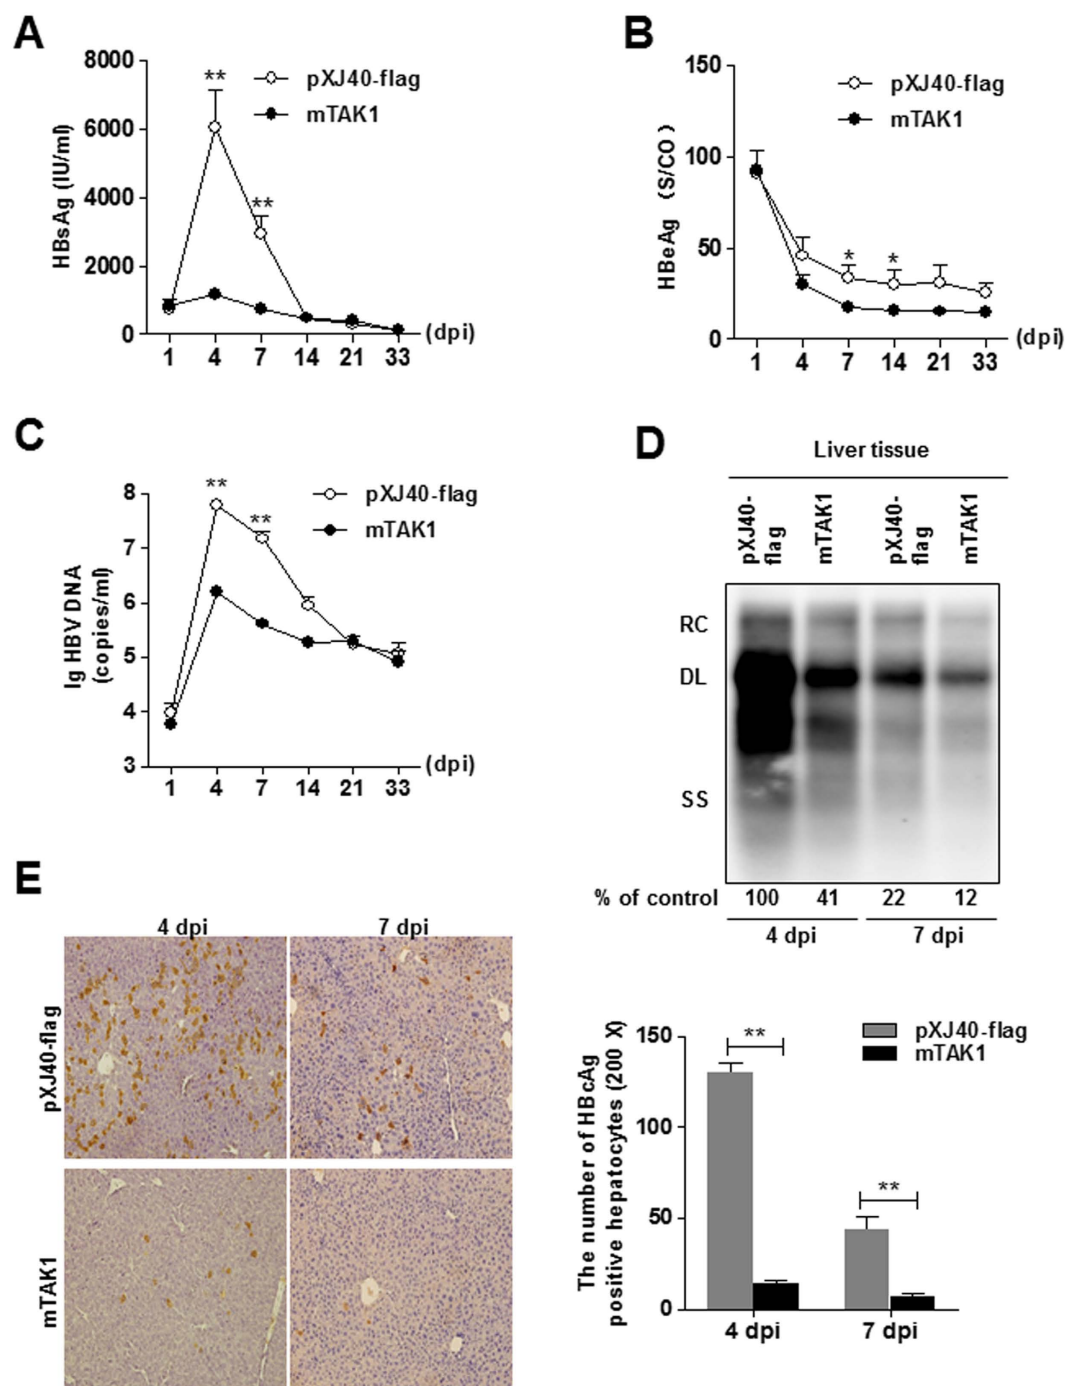 A
8000
6000
4000
2000
0
HBsAg (IU/ml)
**
**
pXJ40-flag
mTAK1
1 4 7 14 21 33
(dpi)
B
150
100
50
0
HBeAg (S/CO)
*
*
pXJ40-flag
mTAK1
1 4 7 14 21 33
(dpi)
C
8
7
6
5
4
3
lg HBV DNA
(copies/ml)
**
**
pXJ40-flag
mTAK1
1 4 7 14 21 33
(dpi)
D
Liver tissue
pXJ40-
flag
mTAK1
pXJ40-
flag
mTAK1
RC
DL
SS
% of control 100 41 22 12
4 dpi 7 dpi
E
4 dpi 7 dpi
pXJ40-flag
mTAK1
The number of HBcAg
positive hepatocytes (200 X)
150
100
50
0
**
**
pXJ40-flag
mTAK1
4 dpi 7 dpi